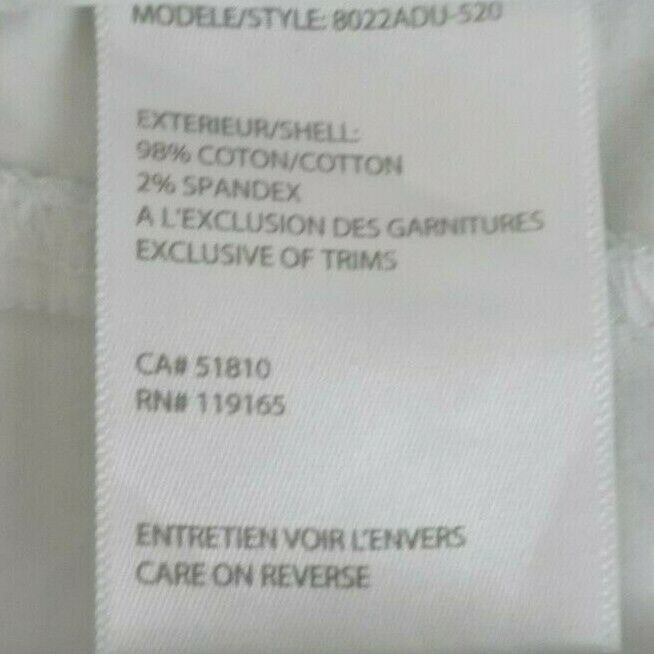 MODELE/STYLE: 8022ADU-520
EXTERIEUR/SHELL:
98% COTON/COTTON
2% SPANDEX
A L'EXCLUSION DES GARNITURES
EXCLUSIVE OF TRIMS
CA# 51810
RN# 119165
ENTRETIEN VOIR L'ENVERS
CARE ON REVERSE